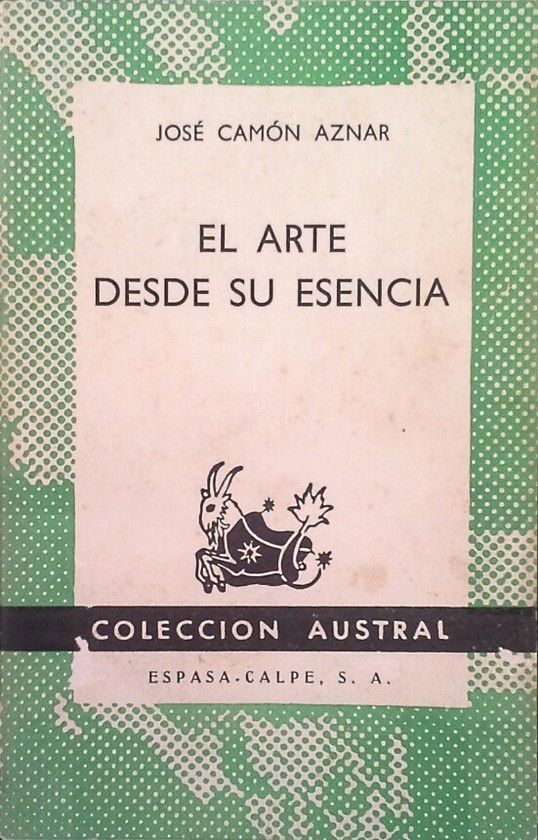 JOSÉ CAMÓN AZNAR
EL ARTE
DESDE SU ESENCIA
COLECCION AUSTRAL
ESPASA-CALPE, S. A.